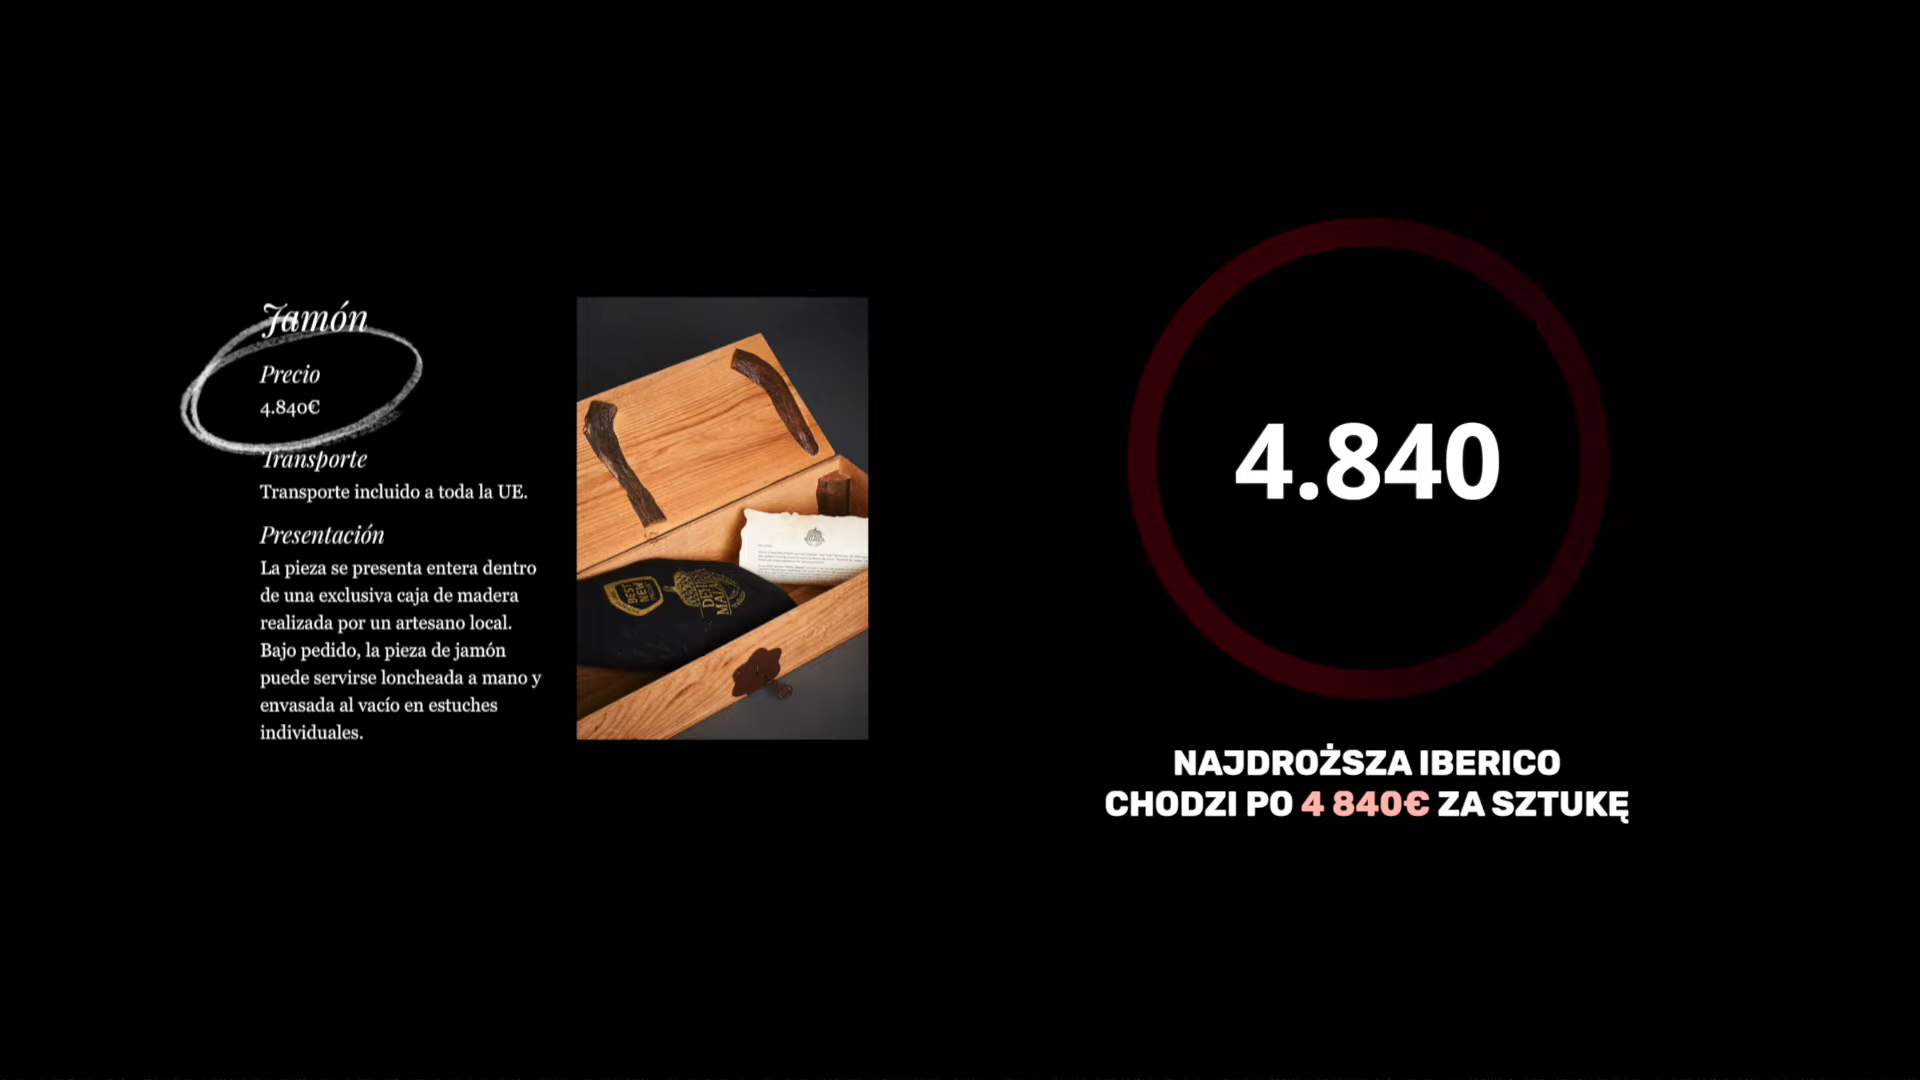 Jamón
Precio
4.840€
Transporte
Transporte incluido a toda la UE.
Presentación
La pieza se presenta entera dentro
de una exclusiva caja de madera
realizada por un artesano local.
Bajo pedido, la pieza de jamón
puede servirse loncheada a mano y
envasada al vacío en estuches
individuales.
BEST
NEW
4.840
NAJDROŻSZA IBERICO
CHODZI PO 4 840€ ZA SZTUKĘ